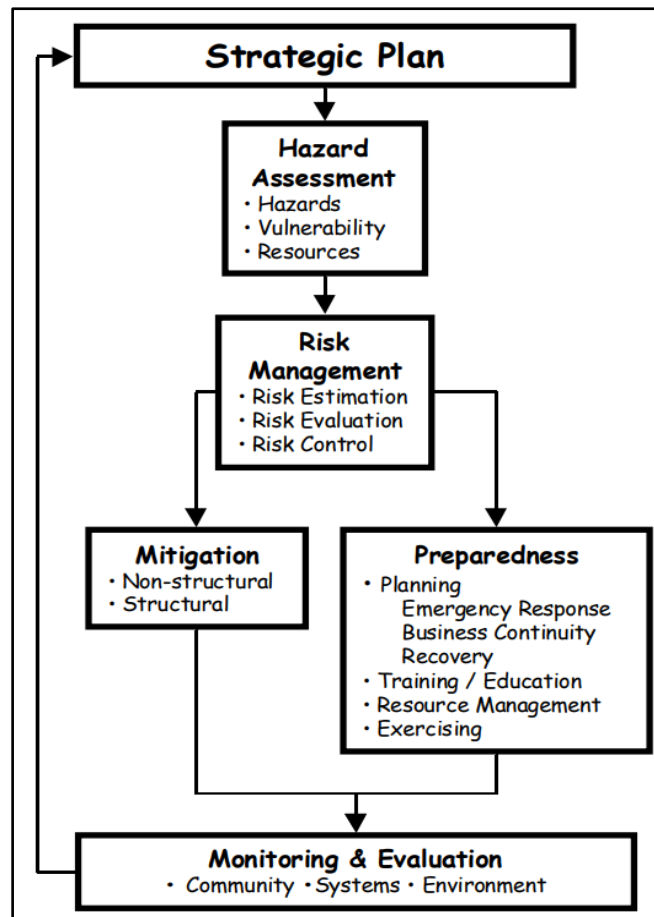 Strategic Plan
Hazard
Assessment
· Hazards
· Vulnerability
· Resources
Risk
Management
· Risk Estimation
· Risk Evaluation
· Risk Control
Mitigation
· Non-structural
· Structural
Preparedness
· Planning
Emergency Response
Business Continuity
Recovery
· Training / Education
· Resource Management
· Exercising
Monitoring & Evaluation
· Community · Systems · Environment